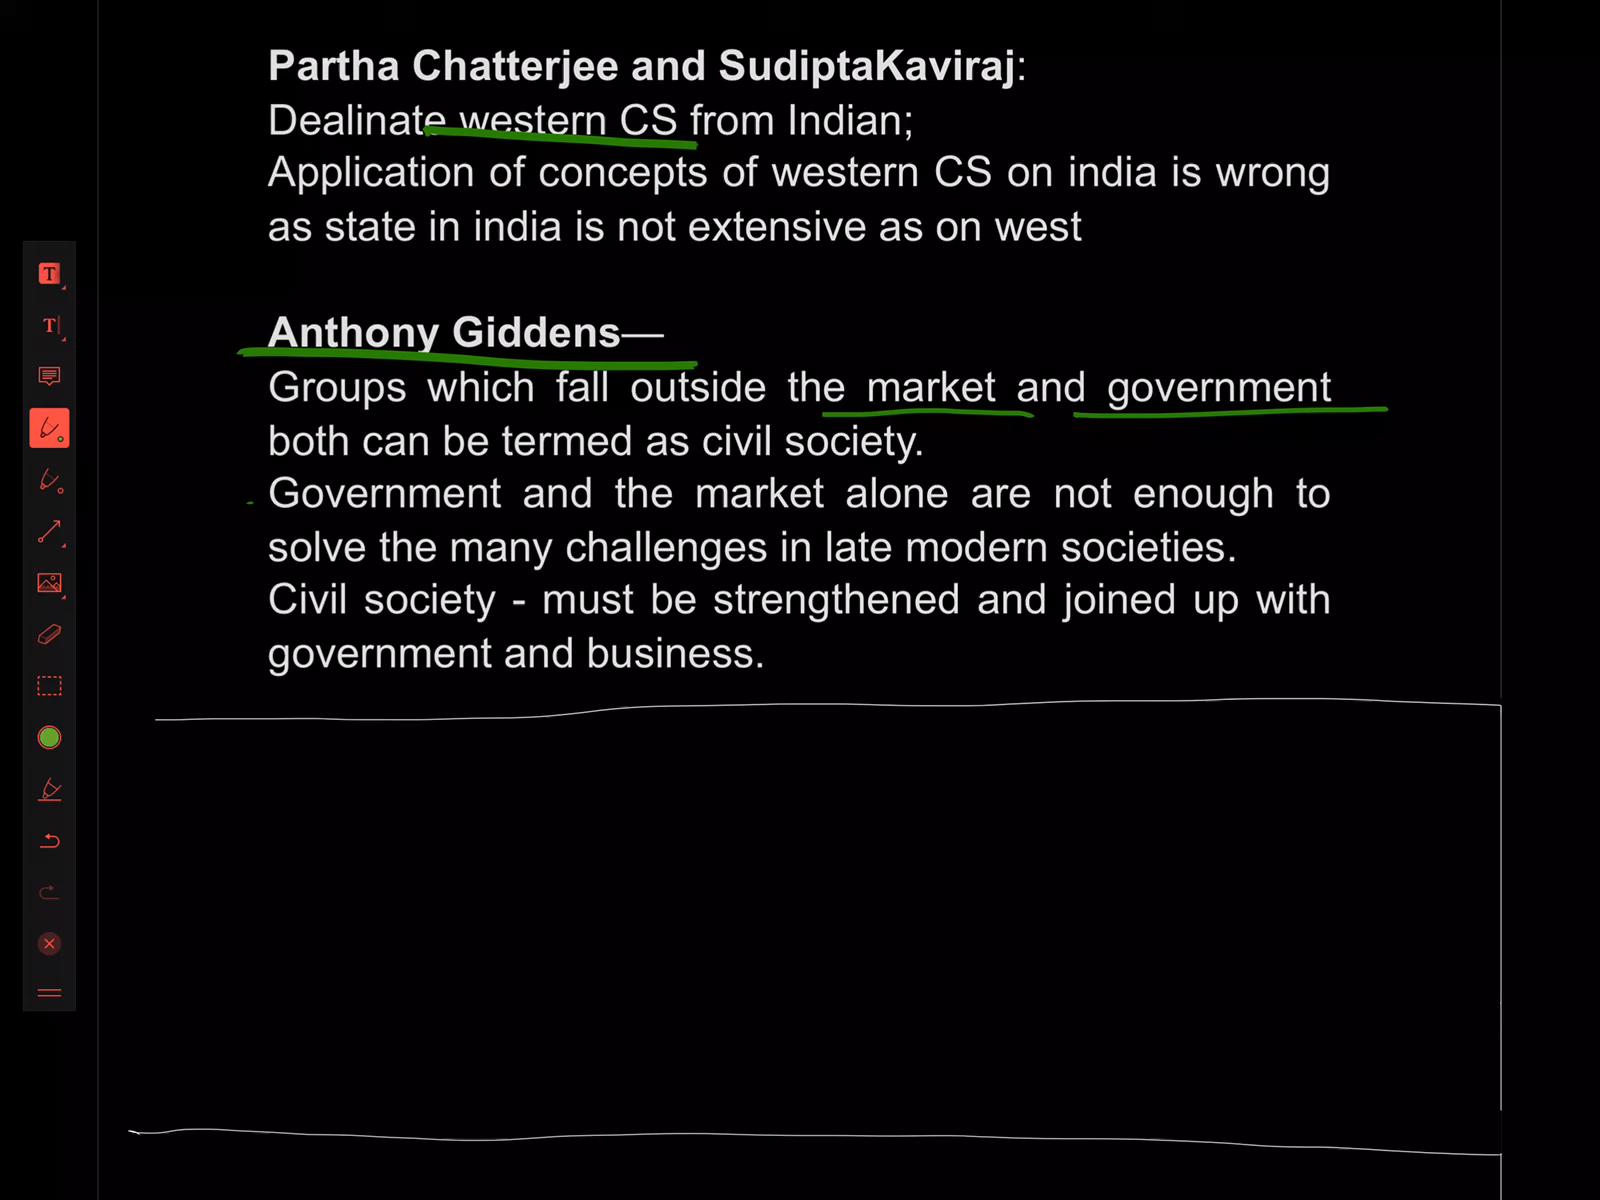 Partha Chatterjee and SudiptaKaviraj:
Dealinate western CS from Indian;
Application of concepts of western CS on india is wrong
as state in india is not extensive as on west
Anthony Giddens—
Groups which fall outside the market and government
both can be termed as civil society.
Government and the market alone are not enough to
solve the many challenges in late modern societies.
Civil society - must be strengthened and joined up with
government and business.